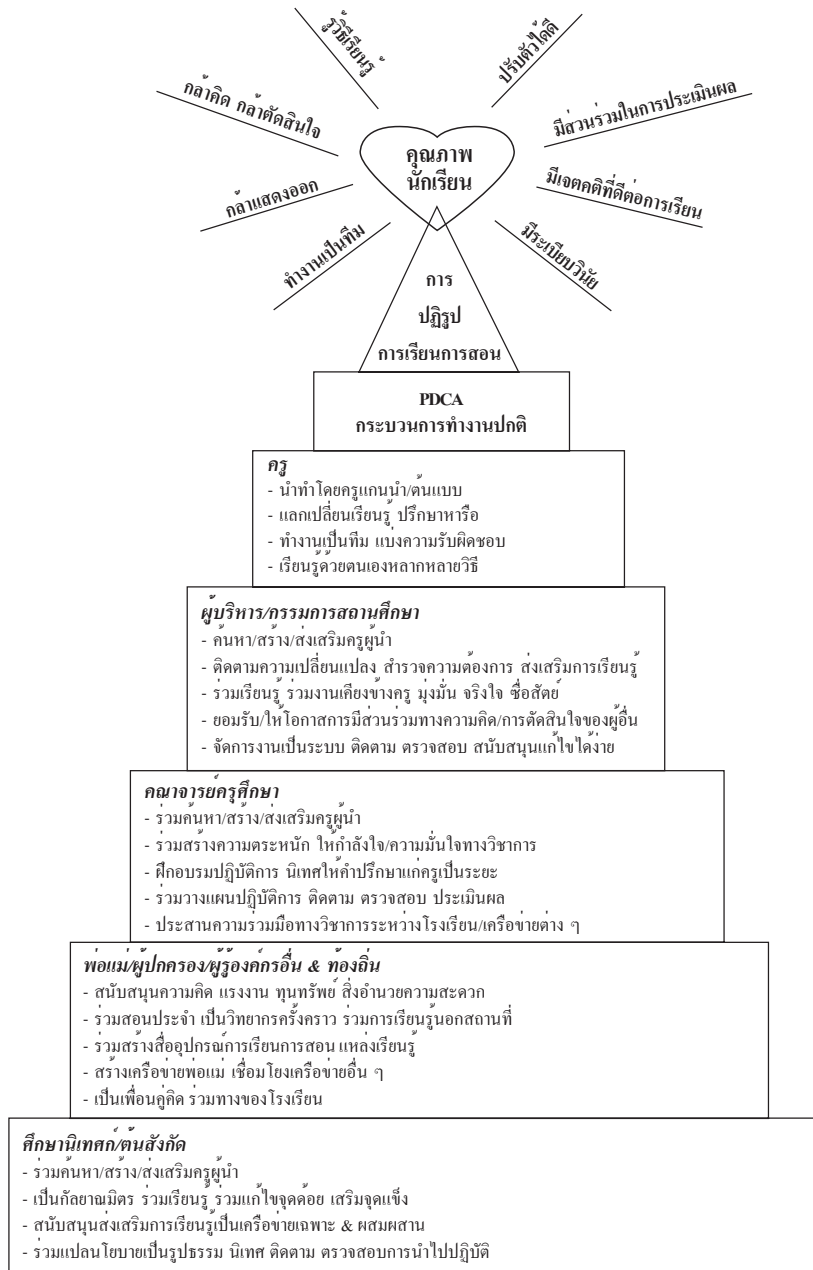 รู้วิธีเรียนรู้
ปรับตัวได้ดี
กล้าคิด กล้าตัดสินใจ
มีส่วนร่วมในการประเมินผล
คุณภาพ
นักเรียน
กล้าแสดงออก
มีเจตคติที่ดีต่อการเรียน
ทำงานเป็นทีม
มีระเบียบวินัย
การ
ปฏิรูป
การเรียนการสอน
PDCA
กระบวนการทำงานปกติ
ครู
- นำทำโดยครูแกนนำ/ต้นแบบ
- แลกเปลี่ยนเรียนรู้ ปรึกษาหารือ
- ทำงานเป็นทีม แบ่งความรับผิดชอบ
- เรียนรู้ด้วยตนเองหลากหลายวิธี
ผู้บริหาร/กรรมการสถานศึกษา
- ค้นหา/สร้าง/ส่งเสริมครูผู้นำ
- ติดตามความเปลี่ยนแปลง สำรวจความต้องการ ส่งเสริมการเรียนรู้
- ร่วมเรียนรู้ ร่วมงานเคียงข้างครู มุ่งมั่น จริงใจ ซื่อสัตย์
- ยอมรับ/ให้โอกาสการมีส่วนร่วมทางความคิด/การตัดสินใจของผู้อื่น
- จัดการงานเป็นระบบ ติดตาม ตรวจสอบ สนับสนุนแก้ไขได้ง่าย
คณาจารย์ครุศึกษา
- ร่วมค้นหา/สร้าง/ส่งเสริมครูผู้นำ
- ร่วมสร้างความตระหนัก ให้กำลังใจ/ความมั่นใจทางวิชาการ
- ฝึกอบรมปฏิบัติการ นิเทศให้คำปรึกษาแก่ครูเป็นระยะ
- ร่วมวางแผนปฏิบัติการ ติดตาม ตรวจสอบ ประเมินผล
- ประสานความร่วมมือทางวิชาการระหว่างโรงเรียน/เครือข่ายต่าง ๆ
พ่อแม่/ผู้ปกครอง/ผู้รู้องค์กรอื่น & ท้องถิ่น
- สนับสนุนความคิด แรงงาน ทุนทรัพย์ สิ่งอำนวยความสะดวก
- ร่วมสอนประจำ เป็นวิทยากรครั้งคราว ร่วมการเรียนรู้นอกสถานที่
- ร่วมสร้างสื่ออุปกรณ์การเรียนการสอน แหล่งเรียนรู้
- สร้างเครือข่ายพ่อแม่ เชื่อมโยงเครือข่ายอื่น ๆ
- เป็นเพื่อนคู่คิด ร่วมทางของโรงเรียน
ศึกษานิเทศก์/ต้นสังกัด
- ร่วมค้นหา/สร้าง/ส่งเสริมครูผู้นำ
- เป็นกัลยาณมิตร ร่วมเรียนรู้ ร่วมแก้ไขจุดด้อย เสริมจุดแข็ง
- สนับสนุนส่งเสริมการเรียนรู้เป็นเครือข่ายเฉพาะ & ผสมผสาน
- ร่วมแปลนโยบายเป็นรูปธรรม นิเทศ ติดตาม ตรวจสอบการนำไปปฏิบัติ